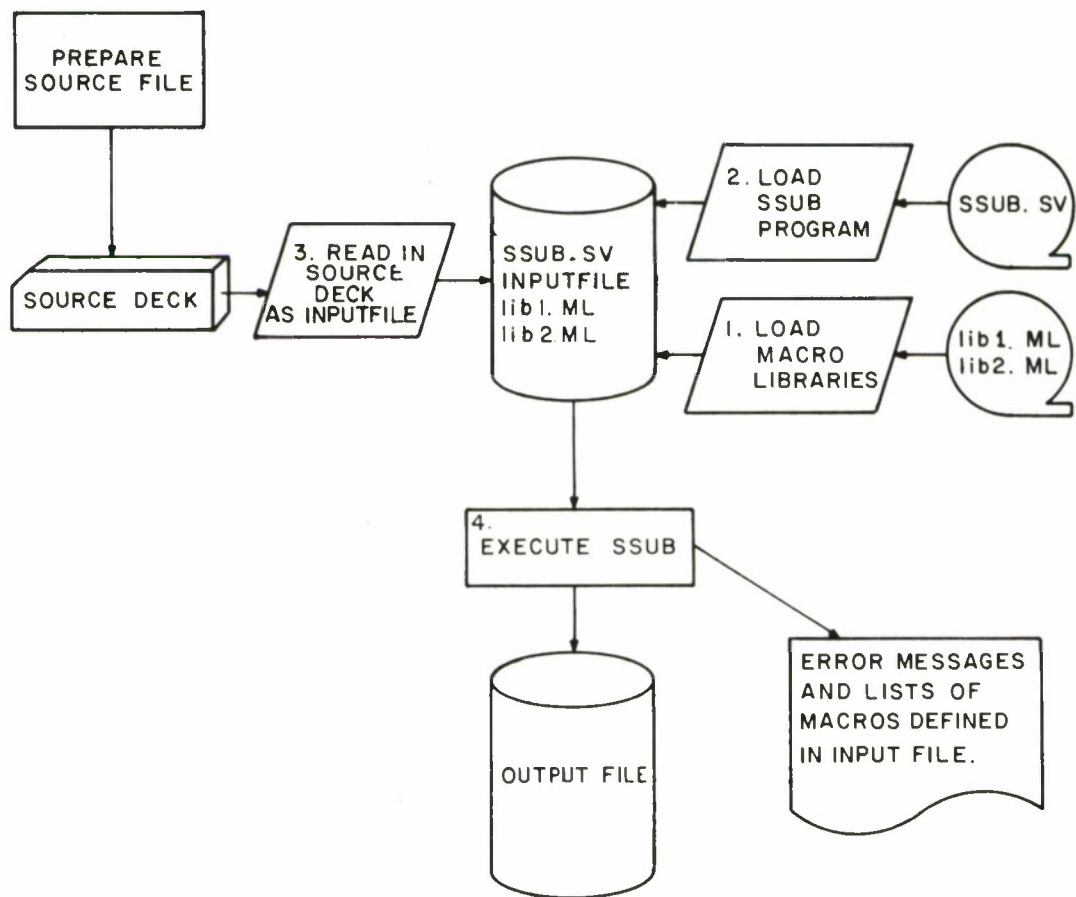 PREPARE
SOURCE FILE
SOURCE DECK
3. READ IN
SOURCE
DECK
AS INPUTFILE
SSUB.SV
INPUTFILE
lib1.ML
lib2.ML
2. LOAD
SSUB
PROGRAM
SSUB.SV
1. LOAD
MACRO
LIBRARIES
lib1.ML
lib2.ML
4.
EXECUTE SSUB
OUTPUT FILE
ERROR MESSAGES
AND LISTS OF
MACROS DEFINED
IN INPUT FILE.